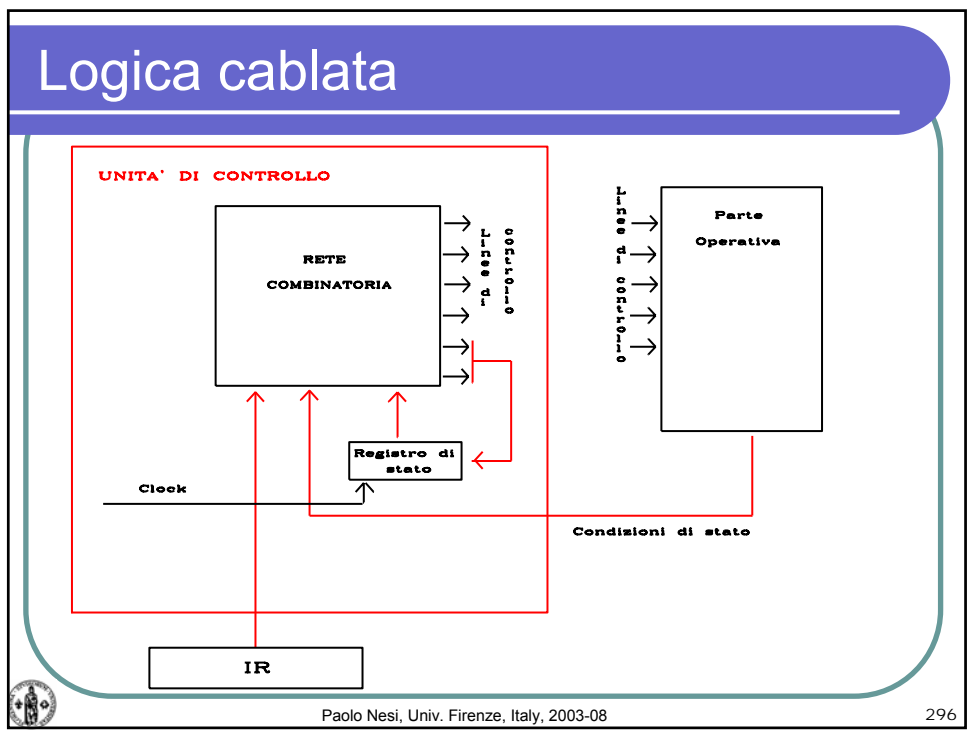 Logica cablata
UNITA' DI CONTROLLO
RETE
COMBINATORIA
Linee di
controllo
Linee di controllo
Parte
Operativa
Registro di
stato
Clock
Condizioni di stato
IR
Paolo Nesi, Univ. Firenze, Italy, 2003-08
296